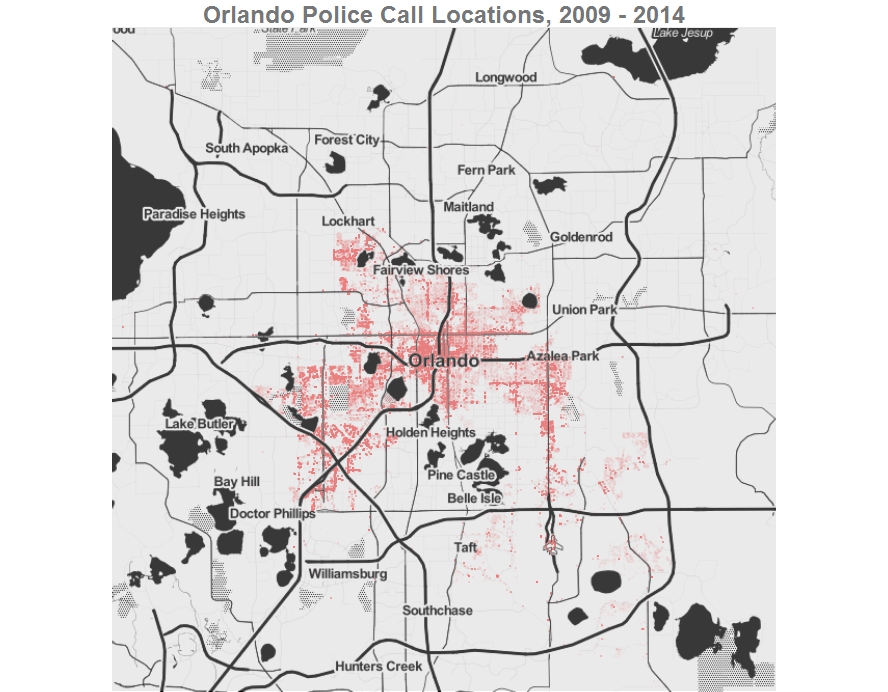 Orlando Police Call Locations, 2009 - 2014
State Park
Lake Jesup
Longwood
Forest City
South Apopka
Fern Park
Maitland
Paradise Heights
Lockhart
Goldenrod
Fairview Shores
Union Park
Orlando
Azalea Park
Lake Butler
Holden Heights
Pine Castle
Bay Hill
Belle Isle
Doctor Phillips
Taft
Williamsburg
Southchase
Hunters Creek